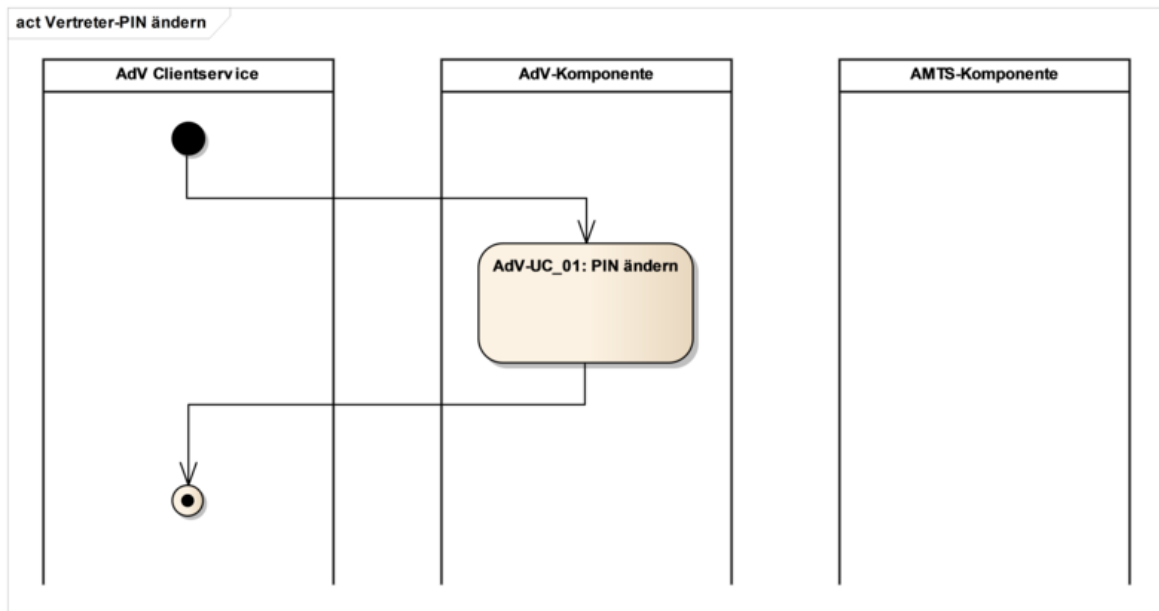 act Vertreter-PIN ändern
AdV Clientservice
AdV-Komponente
AMTS-Komponente
AdV-UC_01: PIN ändern